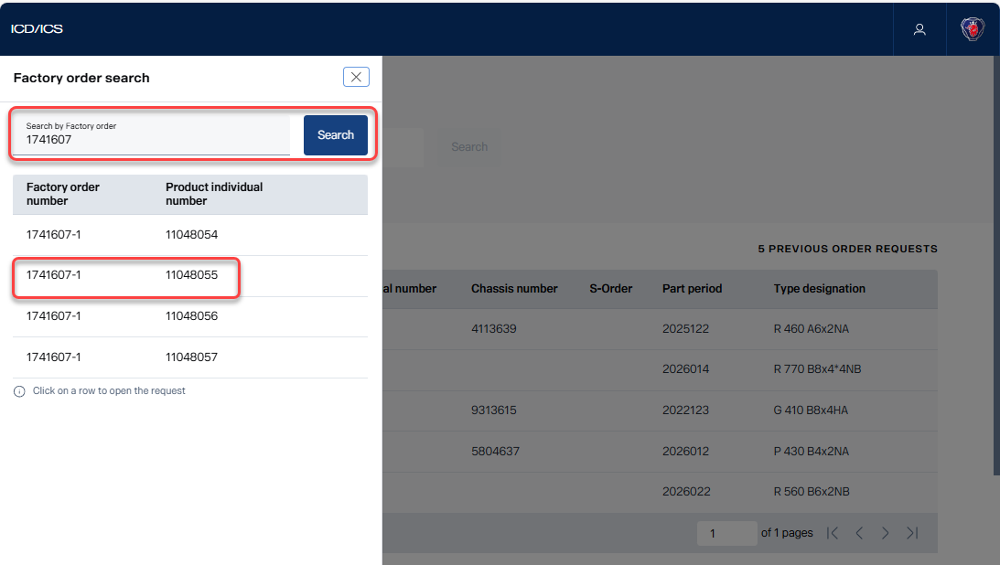 ICD/ICS
Factory order search
Search by Factory order
1741607
Search
Factory order number
Product individual number
1741607-1 11048054
1741607-1 11048055
1741607-1 11048056
1741607-1 11048057
Click on a row to open the request
Search
5 PREVIOUS ORDER REQUESTS
al number Chassis number S-Order Part period Type designation
4113639 2025122 R 460 A6x2NA
2026014 R 770 B8x4*4NB
9313615 2022123 G 410 B8x4HA
5804637 2026012 P 430 B4x2NA
2026022 R 560 B6x2NB
1 of 1 pages